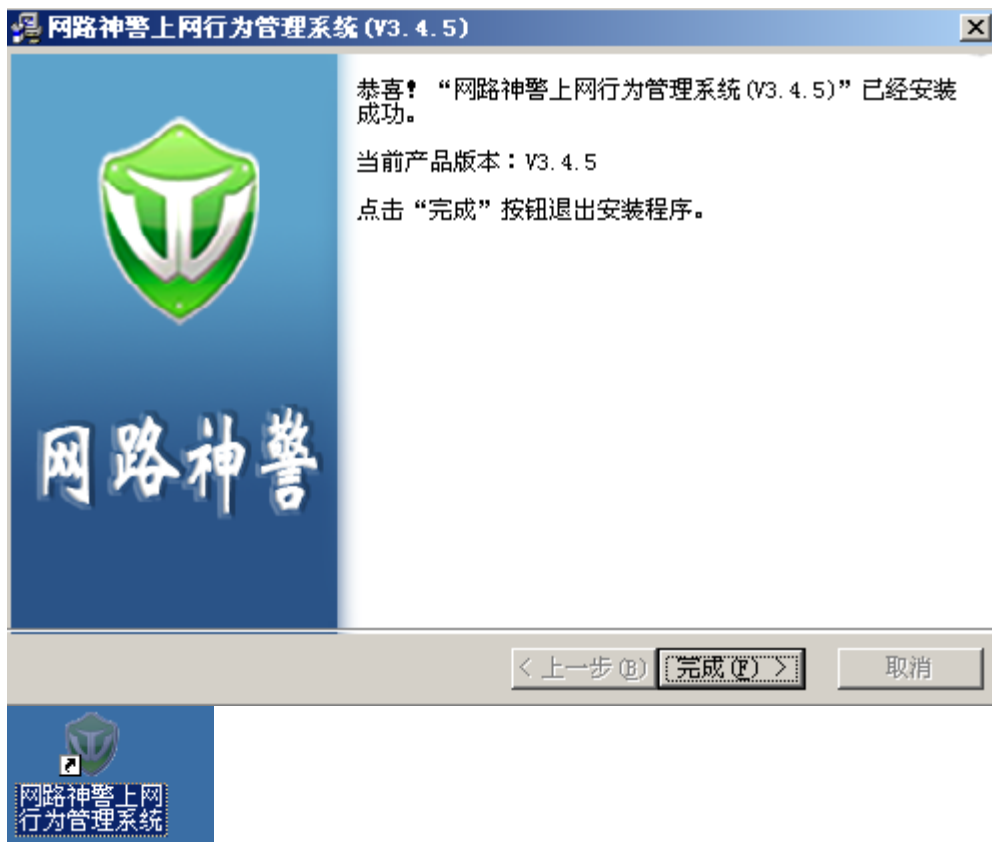 网路神警上网行为管理系统(V3.4.5)
恭喜! “网路神警上网行为管理系统(V3.4.5)”已经安装
成功。
当前产品版本:V3.4.5
点击“完成”按钮退出安装程序。
网路神警
< 上一步(B)
完成(F) >
取消
网路神警上网
行为管理系统